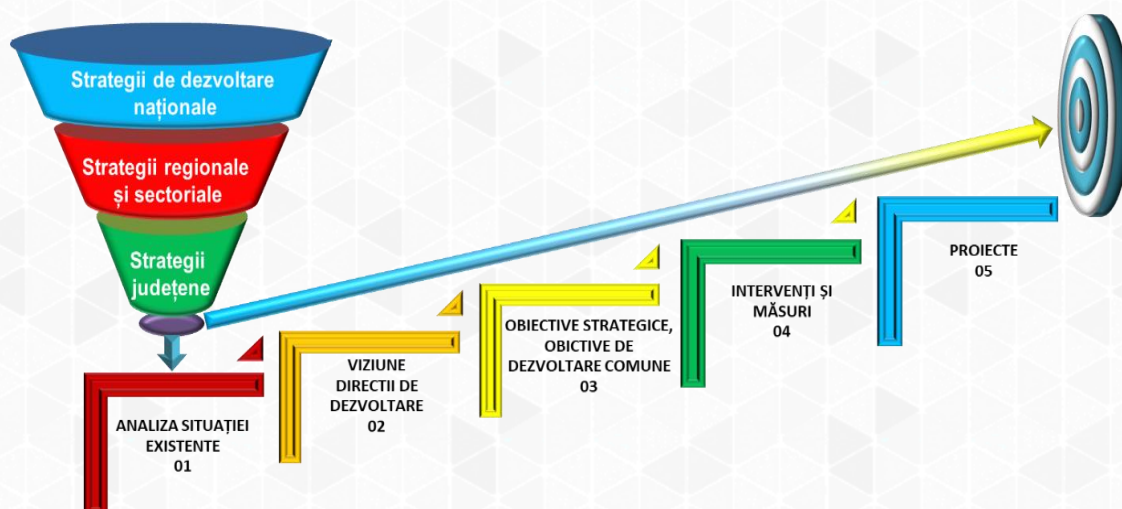 Strategii de dezvoltare
naționale
Strategii regionale
și sectoriale
Strategii
județene
ANALIZA SITUAȚIEI
EXISTENTE
01
VIZIUNE
DIRECTII DE
DEZVOLTARE
02
OBIECTIVE STRATEGICE,
OBICTIVE DE
DEZVOLTARE COMUNE
03
INTERVENȚI ȘI
MĂSURI
04
PROIECTE
05